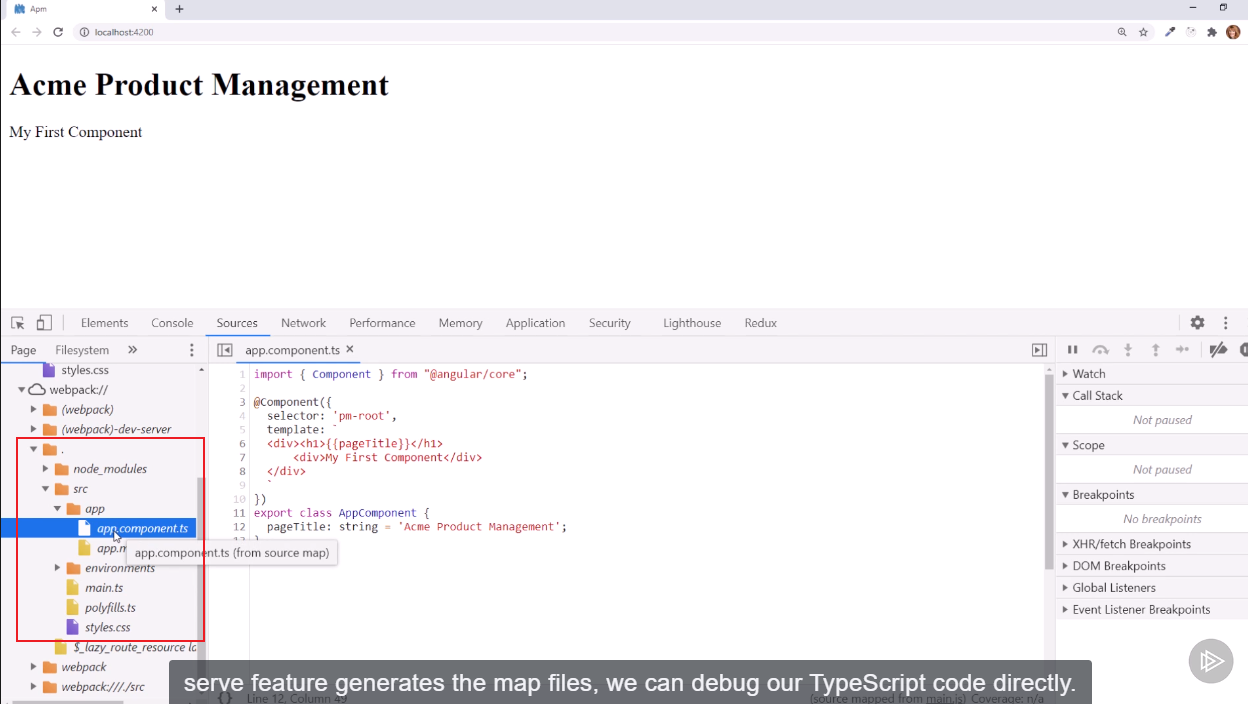 Apm
localhost:4200
Acme Product Management
My First Component
Elements Console Sources Network Performance Memory Application Security Lighthouse Redux
Page Filesystem
styles.css
webpack://
(webpack)
(webpack)-dev-server
.
node_modules
src
app
app.component.ts
app.m
environments
main.ts
polyfills.ts
styles.css
$_lazy_route_resource la
webpack
webpack:///./src
app.component.ts (from source map)
app.component.ts
1 import { Component } from "@angular/core";
2
3 @Component({
4 selector: 'pm-root',
5 template: `
6 <div><h1>{{pageTitle}}</h1>
7 <div>My First Component</div>
8 </div>
9 `
10 })
11 export class AppComponent {
12 pageTitle: string = 'Acme Product Management';
13 }
{} Line 12, Column 49
(source mapped from main.js) Coverage: n/a
Watch
Call Stack
Not paused
Scope
Not paused
Breakpoints
No breakpoints
XHR/fetch Breakpoints
DOM Breakpoints
Global Listeners
Event Listener Breakpoints
serve feature generates the map files, we can debug our TypeScript code directly.